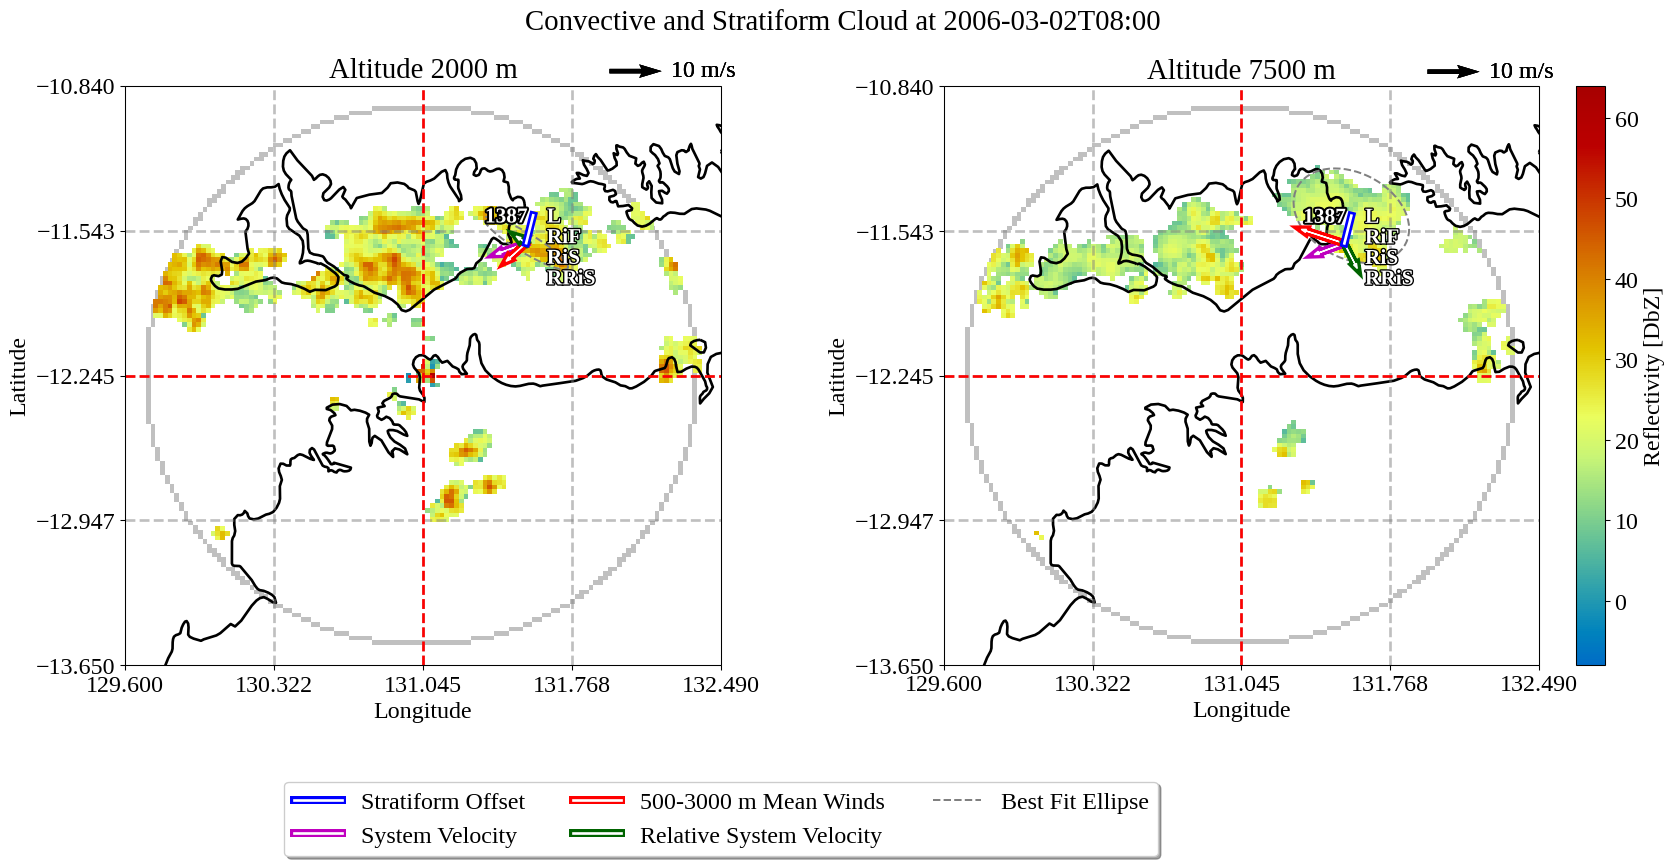 Convective and Stratiform Cloud at 2006-03-02T08:00
Altitude 2000 m
10 m/s
−10.840
−11.543
−12.245
−12.947
−13.650
129.600
130.322
131.045
131.768
132.490
Latitude
Longitude
1387
L
RiF
RiS
RRiS
Altitude 7500 m
10 m/s
−10.840
−11.543
−12.245
−12.947
−13.650
129.600
130.322
131.045
131.768
132.490
Latitude
Longitude
1387
L
RiF
RiS
RRiS
60
50
40
30
20
10
0
Reflectivity [DbZ]
Stratiform Offset
System Velocity
500-3000 m Mean Winds
Relative System Velocity
Best Fit Ellipse